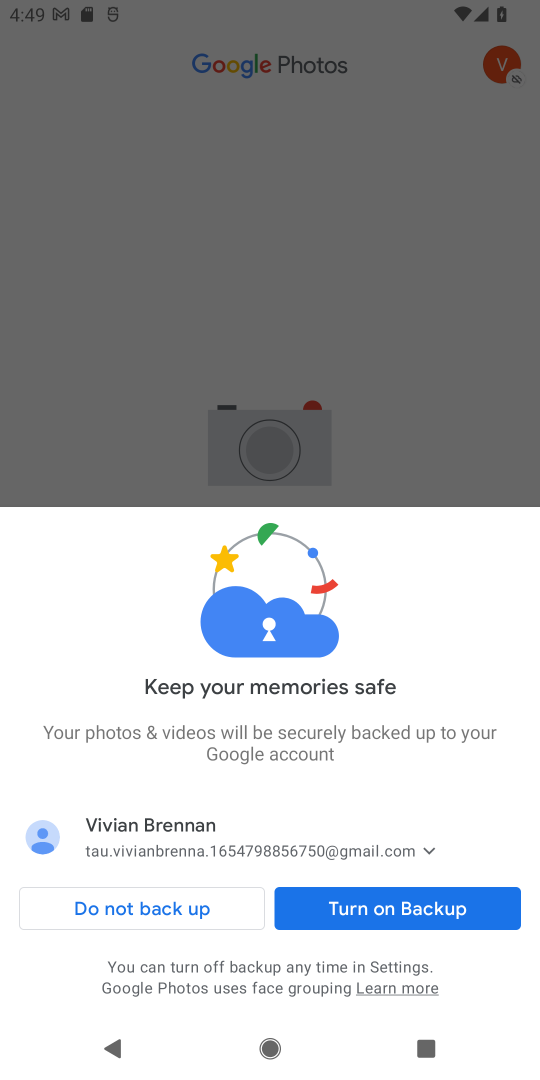 4:49
Google Photos
V
Keep your memories safe
Your photos & videos will be securely backed up to your
Google account
Vivian Brennan
tau.vivianbrenna.1654798856750@gmail.com
Do not back up
Turn on Backup
You can turn off backup any time in Settings.
Google Photos uses face grouping Learn more